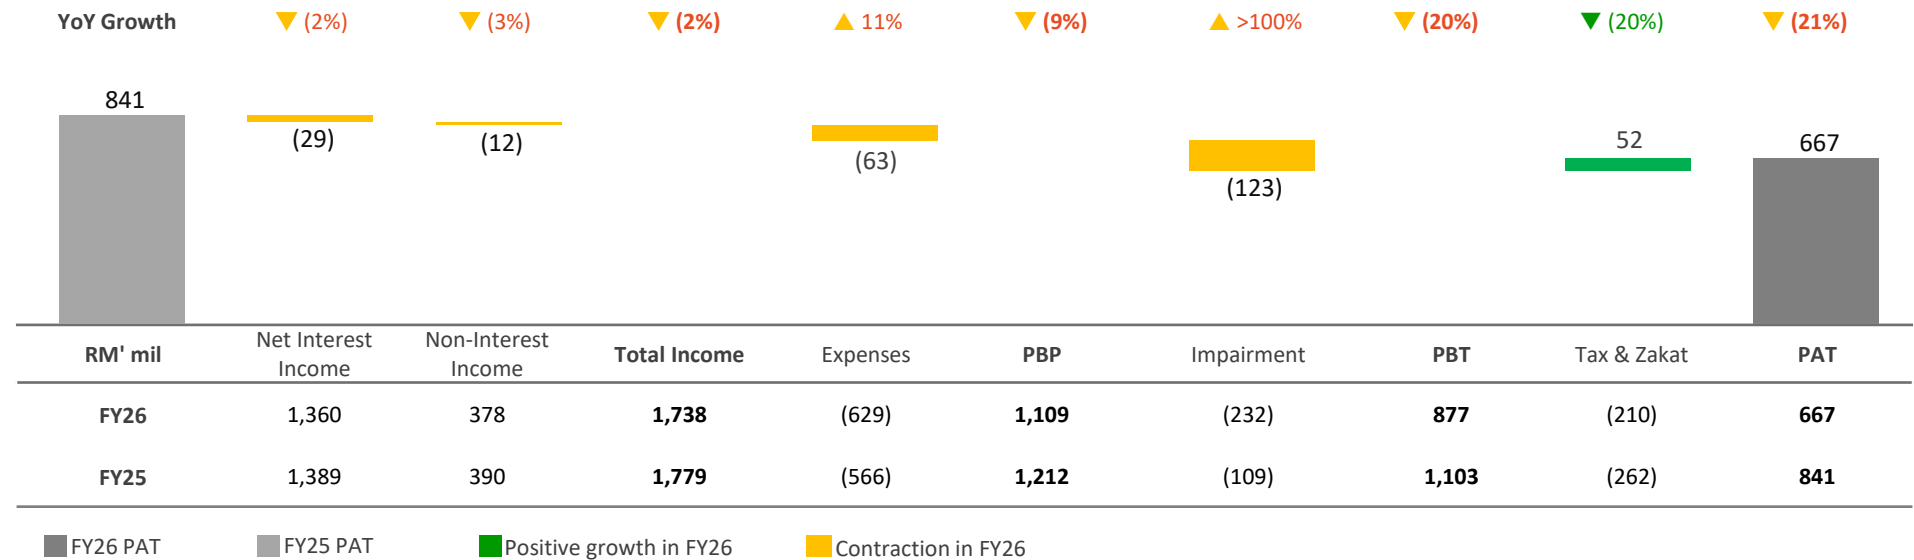 YoY Growth ▼ (2%) ▼ (3%) ▼ (2%) ▲ 11% ▼ (9%) ▲ >100% ▼ (20%) ▼ (20%) ▼ (21%)
841 (29) (12) (63) (123) 52 667
RM' mil Net Interest Income Non-Interest Income Total Income Expenses PBP Impairment PBT Tax & Zakat PAT
FY26 1,360 378 1,738 (629) 1,109 (232) 877 (210) 667
FY25 1,389 390 1,779 (566) 1,212 (109) 1,103 (262) 841
FY26 PAT FY25 PAT Positive growth in FY26 Contraction in FY26